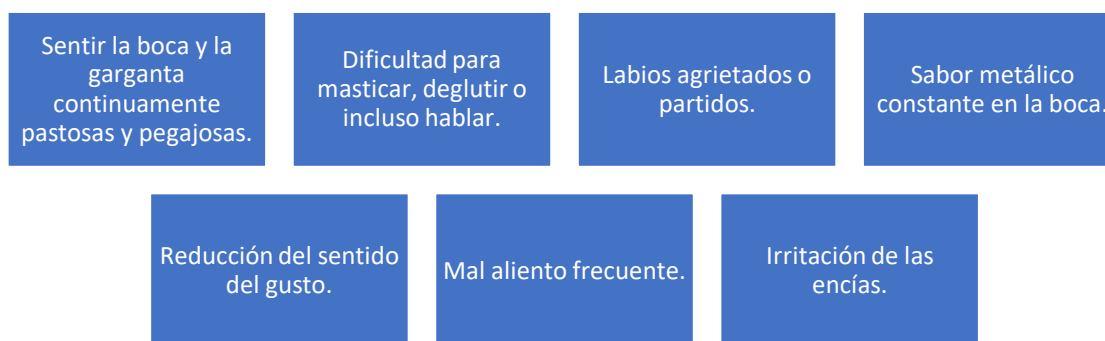 Sentir la boca y la
garganta
continuamente
pastosas y pegajosas.
Dificultad para
masticar, deglutir o
incluso hablar.
Labios agrietados o
partidos.
Sabor metálico
constante en la boca.
Reducción del sentido
del gusto.
Mal aliento frecuente.
Irritación de las
encías.